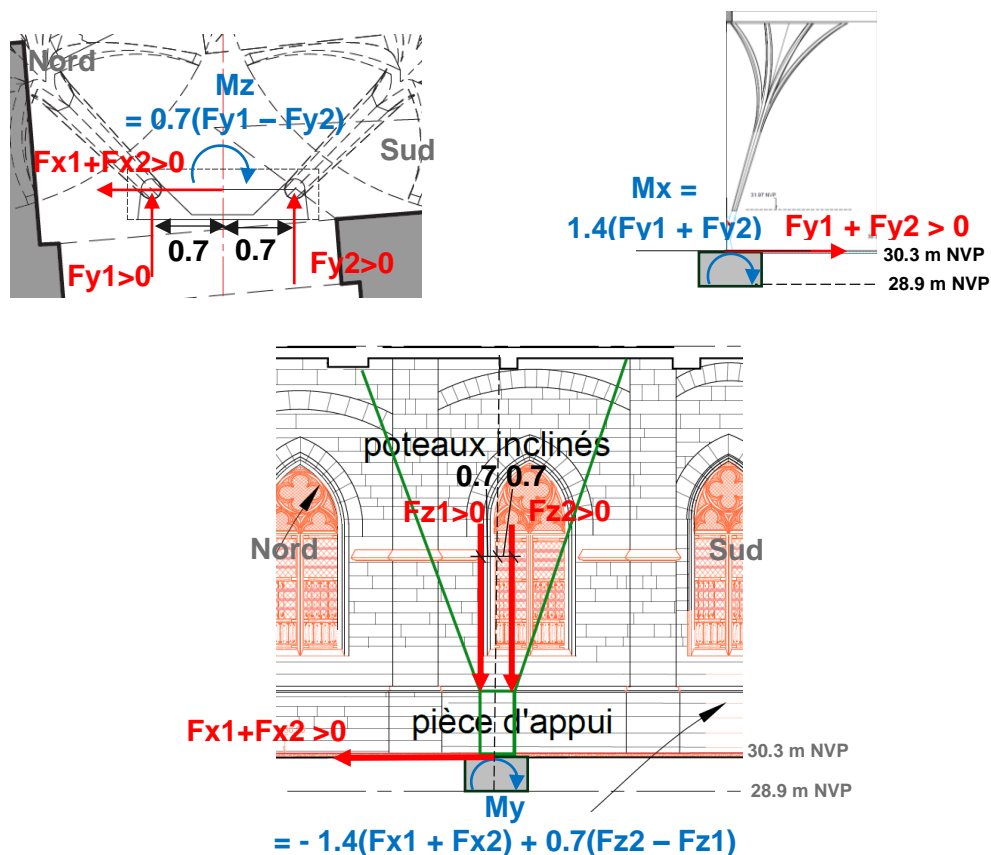 Nord
Mz
= 0.7(Fy1 – Fy2)
Sud
Fx1+Fx2>0
0.7
0.7
Fy1>0
Fy2>0
31.97 NVP
Mx =
1.4(Fy1 + Fy2)
Fy1 + Fy2 > 0
30.3 m NVP
28.9 m NVP
poteaux inclinés
0.7
0.7
Fz1>0
Fz2>0
Nord
Sud
pièce d'appui
Fx1+Fx2 >0
30.3 m NVP
28.9 m NVP
My
= - 1.4(Fx1 + Fx2) + 0.7(Fz2 – Fz1)